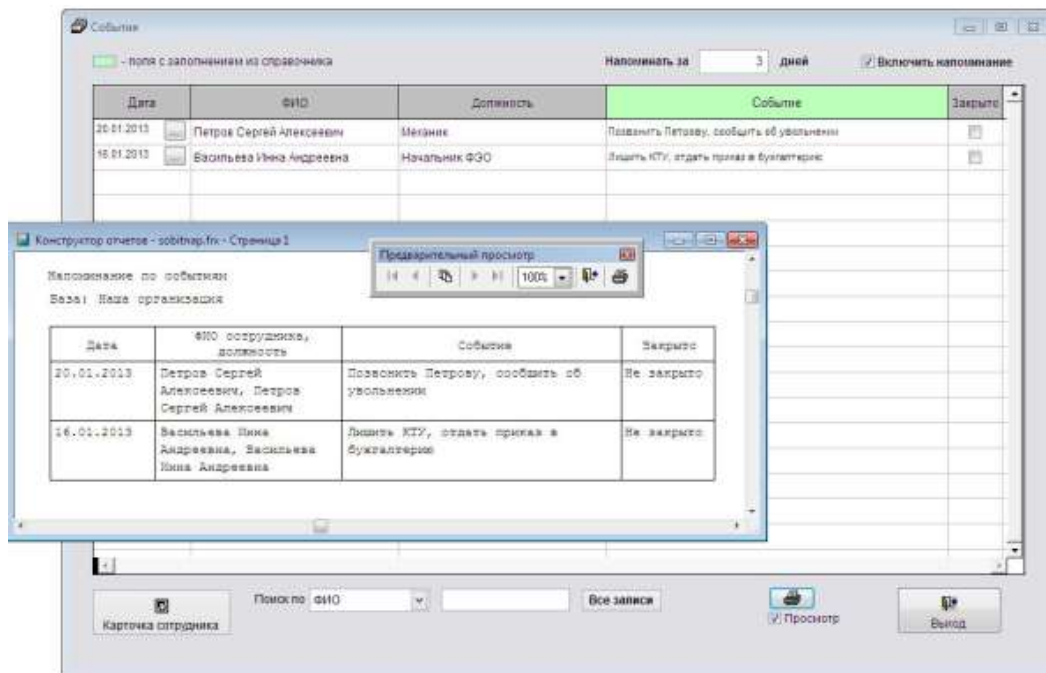 События
- поля с заполнением из справочника
Напоминать за 3 дней
Включить напоминание
Дата ФИО Должность Событие Закрыто
20.01.2013 ... Петров Сергей Алексеевич Механик Позвонить Петрову, сообщить об увольнении
16.01.2013 ... Васильева Инна Андреевна Начальник ФЭО Лишить КТУ, отдать приказ в бухгалтерию
Конструктор отчетов - sobitnap.frx - Страница 1
Предварительный просмотр
100%
Напоминание по событиям
База: Наша организация
Дата ФИО сотрудника, События Закрыто
должность
20.01.2013 Петров Сергей Позвонить Петрову, сообщить об Не закрыто
Алексеевич, Петров увольнении
Сергей Алексеевич
16.01.2013 Васильева Инна Лишить КТУ, отдать приказ в Не закрыто
Андреевна, Васильева бухгалтерию
Инна Андреевна
Карточка сотрудника
Поиск по ФИО
Все записи
Просмотр
Выход